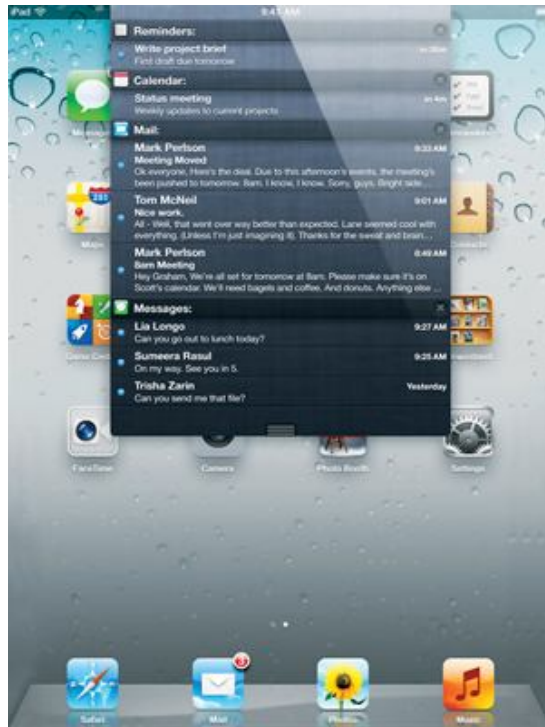 iPad
9:41 AM
Reminders:
Write project brief
First draft due tomorrow
Calendar:
Status meeting in 4m
Weekly updates to current projects
Mail:
Mark Perlson 9:33 AM
Meeting Moved
Ok everyone, Here's the deal. Due to this afternoon's events, the meeting's
been pushed to tomorrow. 8am. I know, I know. Sorry, guys. Bright side...
Tom McNeil 9:01 AM
Nice work,
All - Well, that went over way better than expected. Lane seemed cool with
everything. (Unless I'm just imagining it). Thanks for the sweat and brain...
Mark Perlson 8:49 AM
8am Meeting
Hey Graham, We're all set for tomorrow at 8am. Please make sure it's on
Scott's calendar. We'll need bagels and coffee. And donuts. Anything else ...
Messages:
Lia Longo 9:27 AM
Can you go out to lunch today?
Sumeera Rasul 9:25 AM
On my way. See you in 5.
Trisha Zarin Yesterday
Can you send me that file?
Maps
280
Contacts
FaceTime Camera Photo Booth Settings
3
Safari Mail Photos Music